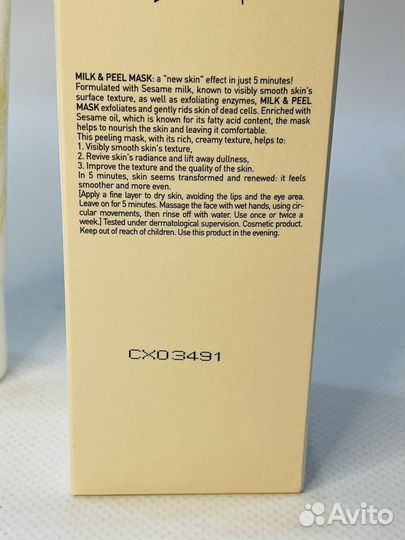 MILK & PEEL MASK: a "new skin" effect in just 5 minutes!
Formulated with Sesame milk, known to visibly smooth skin's
surface texture, as well as exfoliating enzymes, MILK & PEEL
MASK exfoliates and gently rids skin of dead cells. Enriched with
Sesame oil, which is known for its fatty acid content, the mask
helps to nourish the skin and leaving it comfortable.
This peeling mask, with its rich, creamy texture, helps to:
1. Visibly smooth skin's texture,
2. Revive skin's radiance and lift away dullness,
3. Improve the texture and the quality of the skin.
In 5 minutes, skin seems transformed and renewed: it feels
smoother and more even.
[Apply a fine layer to dry skin, avoiding the lips and the eye area.
Leave on for 5 minutes. Massage the face with wet hands, using cir-
cular movements, then rinse off with water. Use once or twice a
week.] Tested under dermatological supervision. Cosmetic product.
Keep out of reach of children. Use this product in the evening.
CX03491
Avito